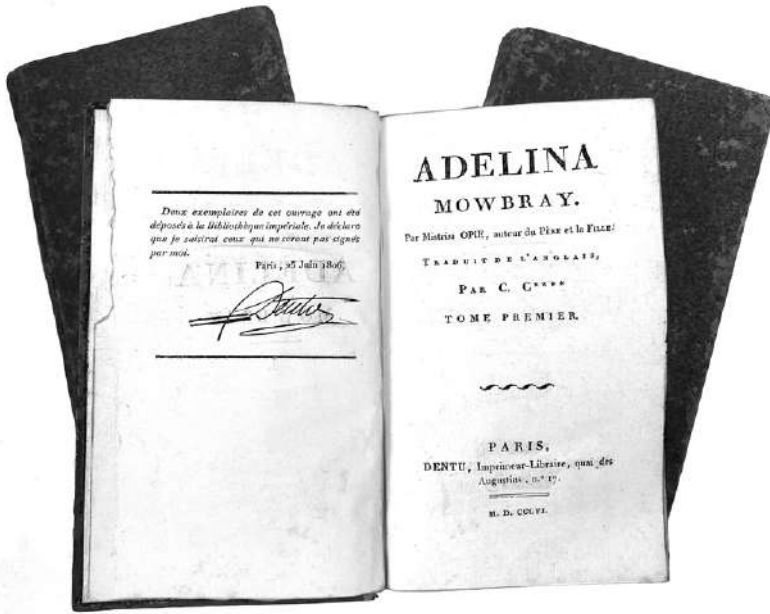 Deux exemplaires de cet ouvrage ont été
déposés à la Bibliothèque impériale. Je déclare
que je saisirai ceux qui ne seront pas signés
par moi.
Paris, 25 Juin 1806.
Dentu
ADELINA
MOWBRAY.
Par Mistriss OPIE, auteur du PÈRE et la FILLE.
TRADUIT DE L'ANGLAIS,
PAR C. C****
TOME PREMIER.
PARIS,
DENTU, Imprimeur-Libraire, quai des
Augustins, n.° 17.
M. D. CCCVI.